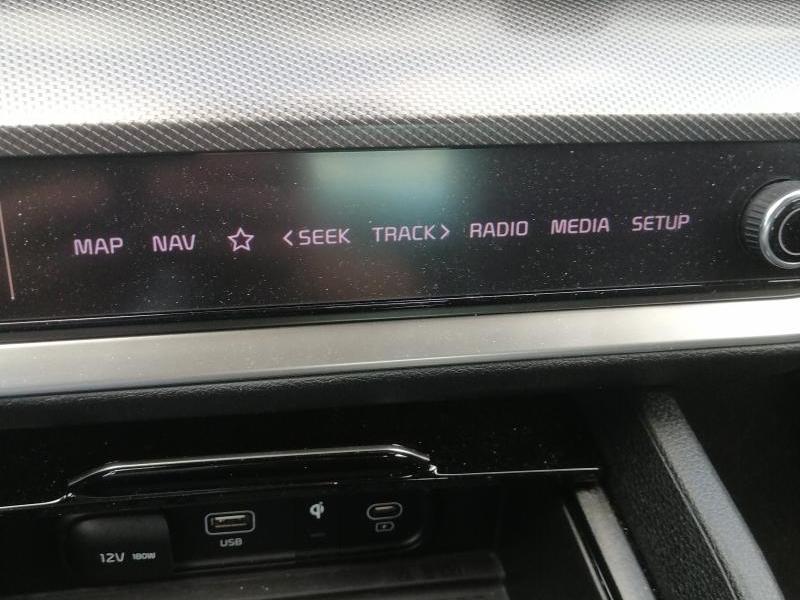 MAP NAV ☆ <SEEK TRACK> RADIO MEDIA SETUP
12V 180W USB